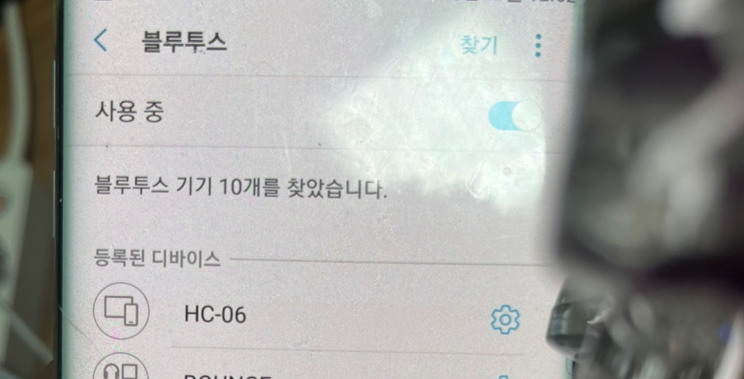 블루투스 찾기
사용 중
블루투스 기기 10개를 찾았습니다.
등록된 디바이스
HC-06